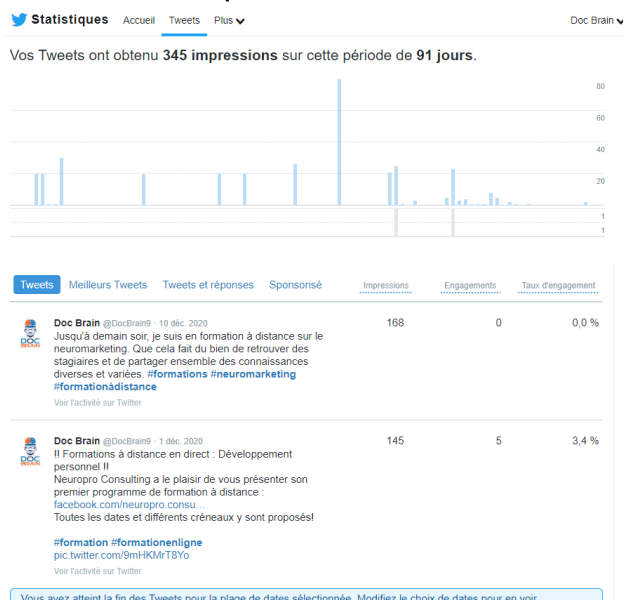 Statistiques Accueil Tweets Plus Doc Brain
Vos Tweets ont obtenu 345 impressions sur cette période de 91 jours.
80
60
40
20
1
1
Tweets Meilleurs Tweets Tweets et réponses Sponsorisé Impressions Engagements Taux d'engagement
Doc Brain @DocBrain9 · 10 déc. 2020 168 0 0,0 %
Jusqu'à demain soir, je suis en formation à distance sur le
neuromarketing. Que cela fait du bien de retrouver des
stagiaires et de partager ensemble des connaissances
diverses et variées. #formations #neuromarketing
#formationàdistance
Voir l'activité sur Twitter
DOC
BRAIN
Doc Brain @DocBrain9 · 1 déc. 2020 145 5 3,4 %
!! Formations à distance en direct : Développement
personnel !!
Neuropro Consulting a le plaisir de vous présenter son
premier programme de formation à distance :
facebook.com/neuropro.consu...
Toutes les dates et différents créneaux y sont proposés!
#formation #formationenligne
pic.twitter.com/9mHKMrT8Yo
Voir l'activité sur Twitter
DOC
BRAIN
Vous avez atteint la fin des Tweets pour la plage de dates sélectionnée. Modifiez le choix de dates pour en voir